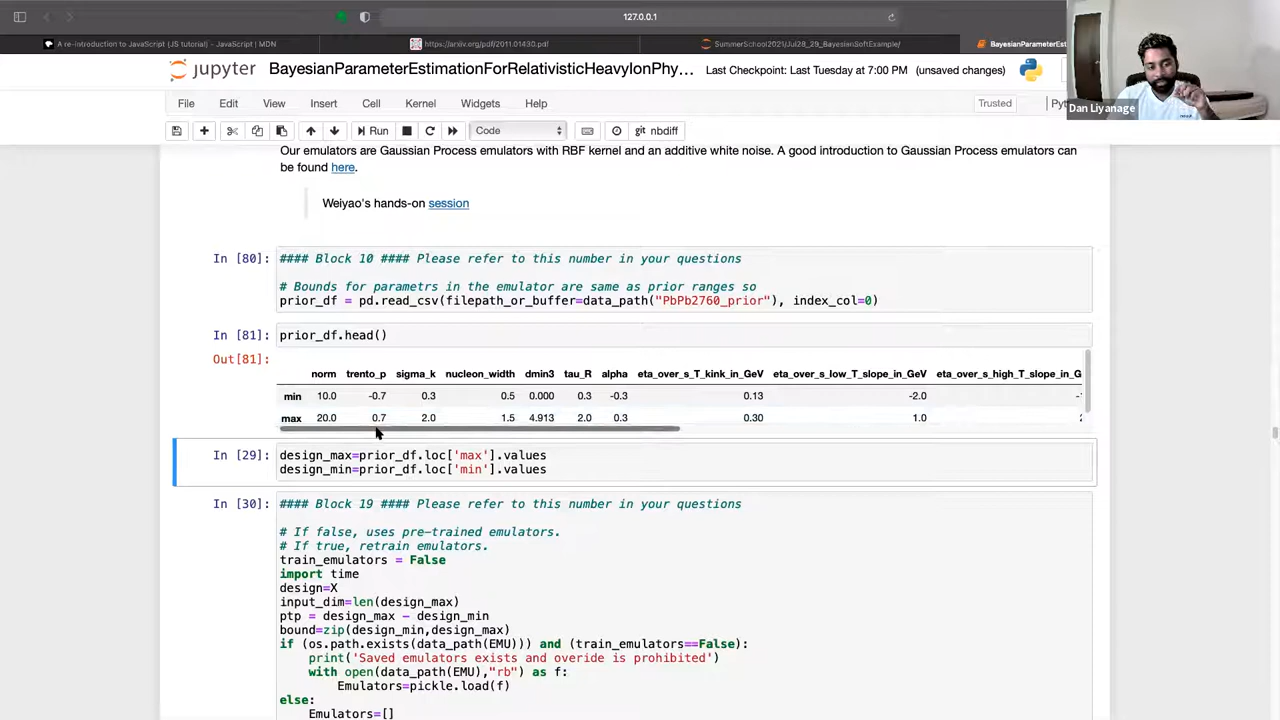 127.0.0.1
A re-introduction to JavaScript (JS tutorial) - JavaScript | MDN
https://arxiv.org/pdf/2011.01430.pdf
SummerSchool2021/Jul28_29_BayesianSoftExample/
BayesianParameterEstim
jupyter BayesianParameterEstimationForRelativisticHeavyIonPhy... Last Checkpoint: Last Tuesday at 7:00 PM (unsaved changes)
Dan Liyanage
File Edit View Insert Cell Kernel Widgets Help Trusted
Run Code nbdiff
Our emulators are Gaussian Process emulators with RBF kernel and an additive white noise. A good introduction to Gaussian Process emulators can
be found here.
Weiyao's hands-on session
In [80]: #### Block 10 #### Please refer to this number in your questions
# Bounds for parametrs in the emulator are same as prior ranges so
prior_df = pd.read_csv(filepath_or_buffer=data_path("PbPb2760_prior"), index_col=0)
In [81]: prior_df.head()
Out[81]:
norm trento_p sigma_k nucleon_width dmin3 tau_R alpha eta_over_s_T_kink_in_GeV eta_over_s_low_T_slope_in_GeV eta_over_s_high_T_slope_in_G
min 10.0 -0.7 0.3 0.5 0.000 0.3 -0.3 0.13 -2.0
max 20.0 0.7 2.0 1.5 4.913 2.0 0.3 0.30 1.0
In [29]: design_max=prior_df.loc['max'].values
design_min=prior_df.loc['min'].values
In [30]: #### Block 19 #### Please refer to this number in your questions
# If false, uses pre-trained emulators.
# If true, retrain emulators.
train_emulators = False
import time
design=X
input_dim=len(design_max)
ptp = design_max - design_min
bound=zip(design_min,design_max)
if (os.path.exists(data_path(EMU))) and (train_emulators==False):
print('Saved emulators exists and overide is prohibited')
with open(data_path(EMU),"rb") as f:
Emulators=pickle.load(f)
else:
Emulators=[]